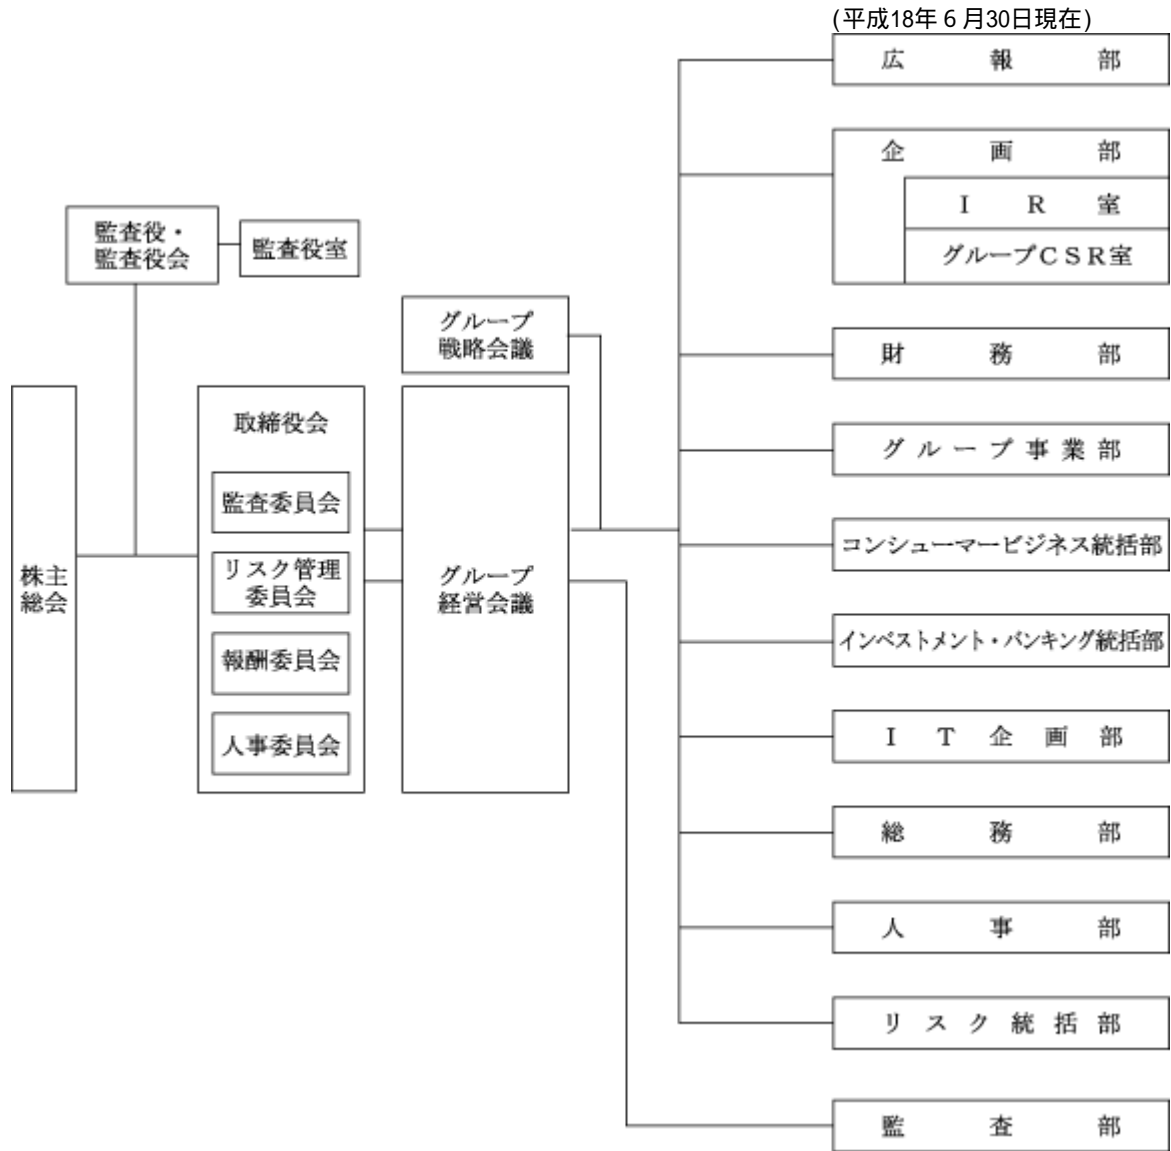 (平成18年６月30日現在)
広報部
企画部
ＩＲ室
グループＣＳＲ室
監査役・
監査役会
監査役室
グループ
戦略会議
財務部
株主
総会
取締役会
監査委員会
リスク管理
委員会
報酬委員会
人事委員会
グループ
経営会議
グループ事業部
コンシューマービジネス統括部
インベストメント・バンキング統括部
ＩＴ企画部
総務部
人事部
リスク統括部
監査部